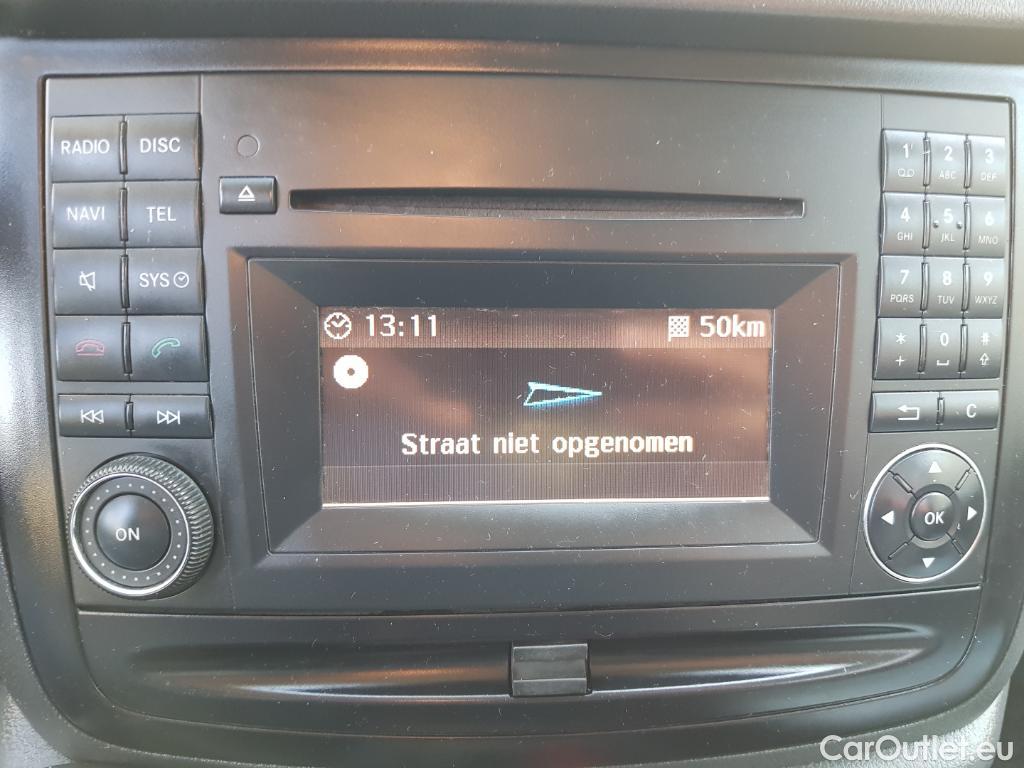 RADIO DISC
NAVI TEL
SYS
ON
13:11 50km
Straat niet opgenomen
1 2 3
QO ABC DEF
4 5 6
GHI JKL MNO
7 8 9
PQRS TUV WXYZ
* 0 #
+
C
OK
CarOutlet.eu